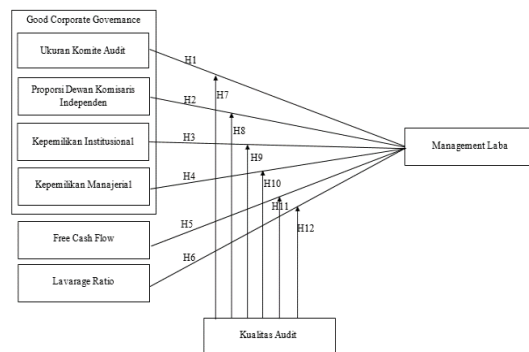 Good Corporate Governance
Ukuran Komite Audit
Proporsi Dewan Komisaris
Independen
Kepemilikan Institusional
Kepemilikan Manajerial
Free Cash Flow
Lavarage Ratio
H1
H2
H3
H4
H5
H6
H7
H8
H9
H10
H11
H12
Management Laba
Kualitas Audit